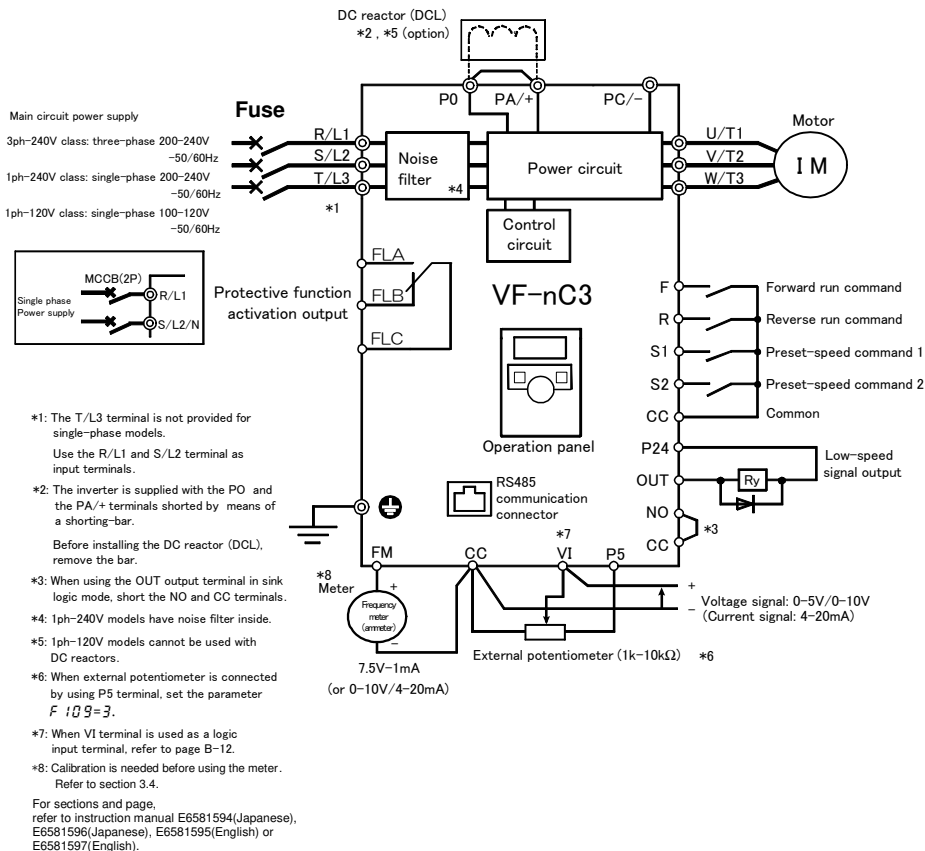 DC reactor (DCL)
*2 , *5 (option)
P0
PA/+
PC/-
Main circuit power supply
Fuse
3ph-240V class: three-phase 200-240V
-50/60Hz
1ph-240V class: single-phase 200-240V
-50/60Hz
1ph-120V class: single-phase 100-120V
-50/60Hz
R/L1
S/L2
T/L3
*1
Noise
filter
*4
Power circuit
Control
circuit
U/T1
V/T2
W/T3
Motor
I M
MCCB(2P)
Single phase
Power supply
R/L1
S/L2/N
Protective function
activation output
FLA
FLB
FLC
VF-nC3
Operation panel
RS485
communication
connector
F
Forward run command
R
Reverse run command
S1
Preset-speed command 1
S2
Preset-speed command 2
CC
Common
P24
OUT
Ry
Low-speed
signal output
NO
CC
*3
FM
CC
*7
VI
P5
*8
Meter
+
Frequency
meter
(ammeter)
-
7.5V-1mA
(or 0-10V/4-20mA)
+
-
Voltage signal: 0-5V/0-10V
(Current signal: 4-20mA)
External potentiometer (1k-10kΩ)
*6
*1: The T/L3 terminal is not provided for
single-phase models.
Use the R/L1 and S/L2 terminal as
input terminals.
*2: The inverter is supplied with the PO and
the PA/+ terminals shorted by means of
a shorting-bar.
Before installing the DC reactor (DCL),
remove the bar.
*3: When using the OUT output terminal in sink
logic mode, short the NO and CC terminals.
*4: 1ph-240V models have noise filter inside.
*5: 1ph-120V models cannot be used with
DC reactors.
*6: When external potentiometer is connected
by using P5 terminal, set the parameter
F 109=3.
*7: When VI terminal is used as a logic
input terminal, refer to page B-12.
*8: Calibration is needed before using the meter.
Refer to section 3.4.
For sections and page,
refer to instruction manual E6581594(Japanese),
E6581596(Japanese), E6581595(English) or
E6581597(English).